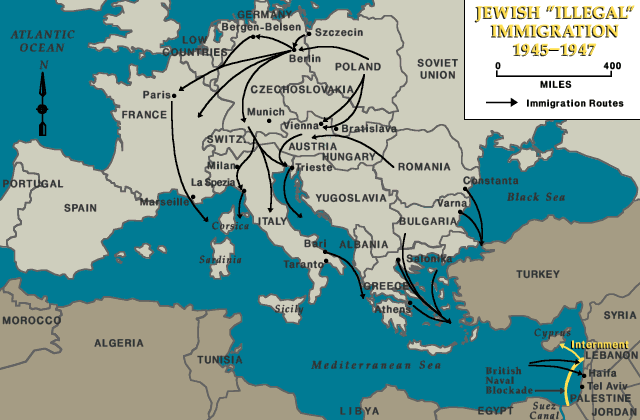 JEWISH “ILLEGAL”
IMMIGRATION
1945–1947
0 400
MILES
Immigration Routes
ATLANTIC
OCEAN
N
GERMANY
Bergen-Belsen
Szczecin
LOW
COUNTRIES
Berlin
POLAND
SOVIET
UNION
Paris
CZECHOSLOVAKIA
FRANCE
Munich
Vienna
Bratislava
SWITZ.
AUSTRIA
HUNGARY
Milan
Trieste
ROMANIA
La Spezia
PORTUGAL
Constanta
Marseille
YUGOSLAVIA
Varna
Black Sea
SPAIN
Corsica
ITALY
BULGARIA
Bari
ALBANIA
Sardinia
Taranto
Salonika
TURKEY
GREECE
Sicily
Athens
MOROCCO
SYRIA
ALGERIA
Cyprus
Internment
TUNISIA
LEBANON
Mediterranean Sea
British
Naval
Blockade
Haifa
Tel Aviv
PALESTINE
LIBYA
EGYPT
Suez
Canal
JORDAN